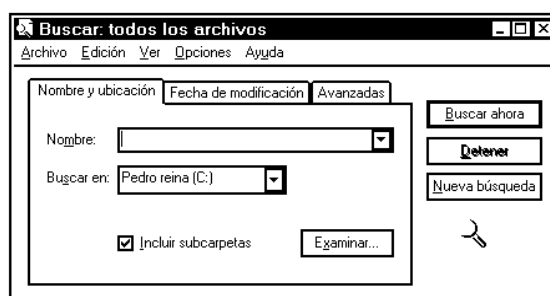 Buscar: todos los archivos
Archivo Edición Ver Opciones Ayuda
Nombre y ubicación Fecha de modificación Avanzadas
Buscar ahora
Nombre:
Detener
Buscar en: Pedro reina (C:)
Nueva búsqueda
Incluir subcarpetas Examinar...